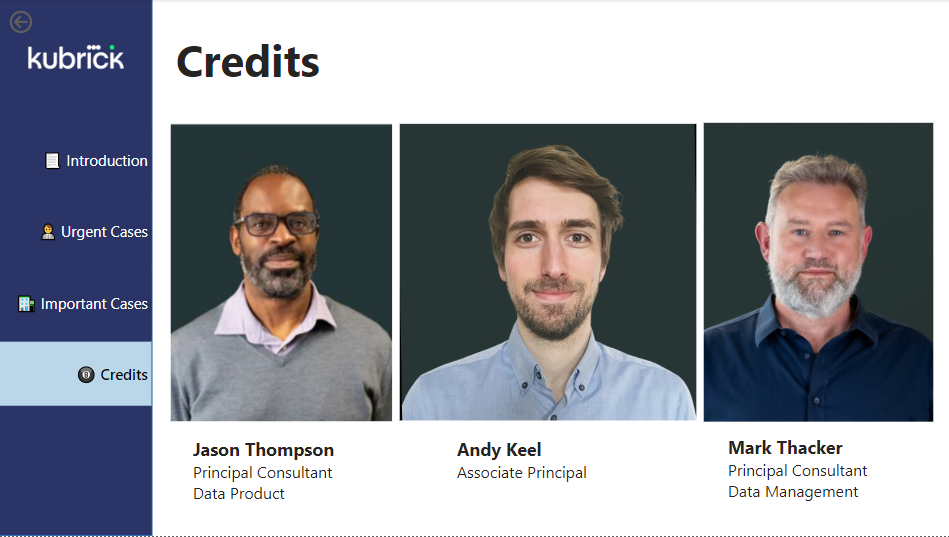 kubrick
Credits
Introduction
Urgent Cases
Important Cases
Credits
Jason Thompson
Principal Consultant
Data Product
Andy Keel
Associate Principal
Mark Thacker
Principal Consultant
Data Management